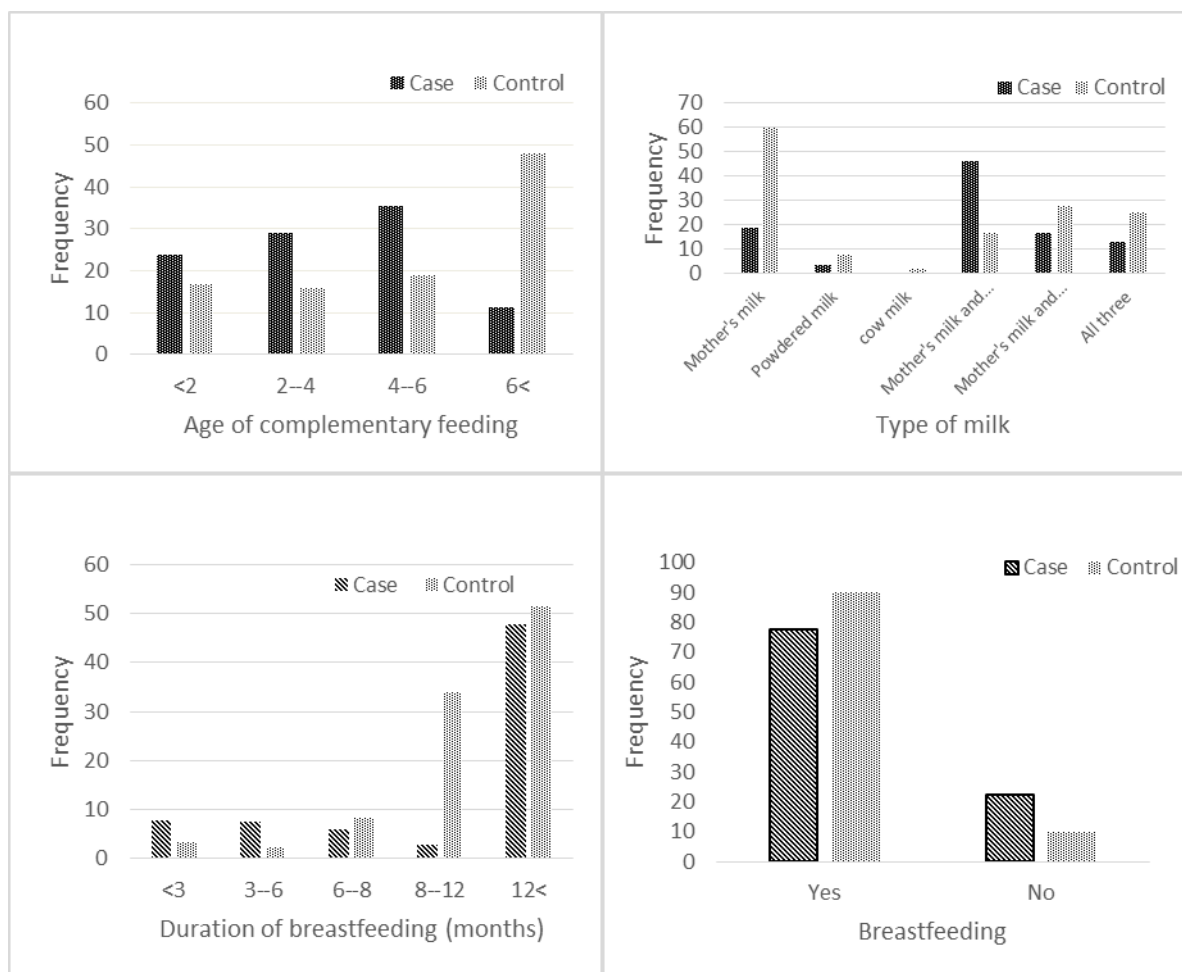 Case Control
60
50
40
30
20
10
0
Frequency
<2 2--4 4--6 6<
Age of complementary feeding
Case Control
70
60
50
40
30
20
10
0
Frequency
Mother's milk
Powdered milk
cow milk
Mother's milk and...
Mother's milk and...
All three
Type of milk
60
Case Control
50
40
30
20
10
0
Frequency
<3 3--6 6--8 8--12 12<
Duration of breastfeeding (months)
100
Case Control
90
80
70
60
50
40
30
20
10
0
Frequency
Yes No
Breastfeeding